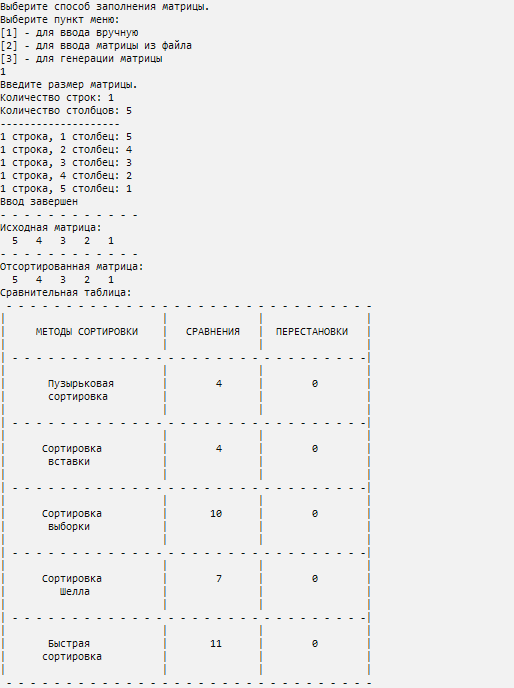 Выберите способ заполнения матрицы.
Выберите пункт меню:
[1] - для ввода вручную
[2] - для ввода матрицы из файла
[3] - для генерации матрицы
1
Введите размер матрицы.
Количество строк: 1
Количество столбцов: 5
--------------------
1 строка, 1 столбец: 5
1 строка, 2 столбец: 4
1 строка, 3 столбец: 3
1 строка, 4 столбец: 2
1 строка, 5 столбец: 1
Ввод завершен
- - - - - - - - - - - -
Исходная матрица:
5 4 3 2 1
- - - - - - - - - - - -
Отсортированная матрица:
5 4 3 2 1
Сравнительная таблица:
МЕТОДЫ СОРТИРОВКИ | СРАВНЕНИЯ | ПЕРЕСТАНОВКИ
Пузырьковая | 4 | 0
сортировка
Сортировка | 4 | 0
вставки
Сортировка | 10 | 0
выборки
Сортировка | 7 | 0
Шелла
Быстрая | 11 | 0
сортировка